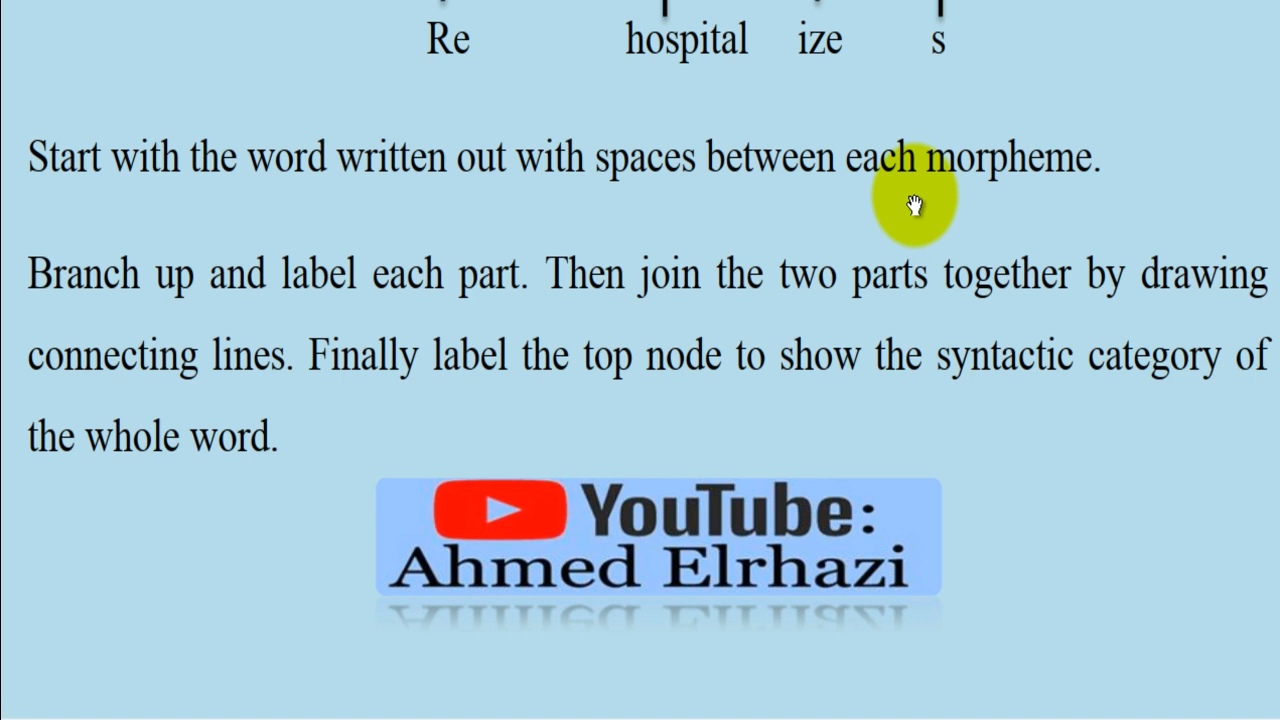 Re hospital ize s
Start with the word written out with spaces between each morpheme.
Branch up and label each part. Then join the two parts together by drawing
connecting lines. Finally label the top node to show the syntactic category of
the whole word.
YouTube:
Ahmed Elrhazi